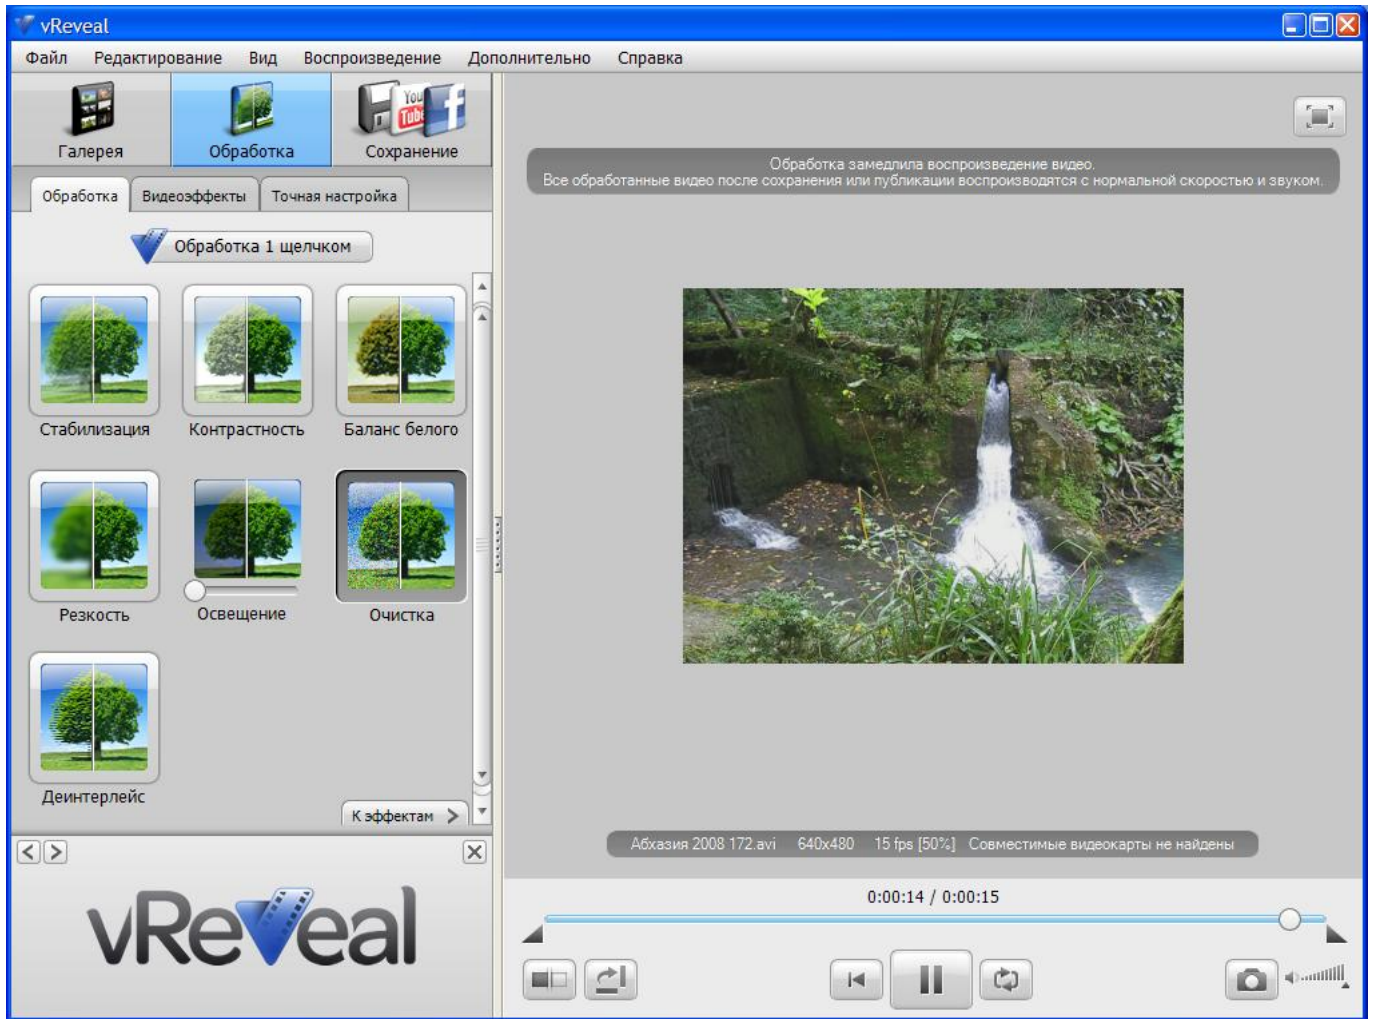 vReveal
Файл Редактирование Вид Воспроизведение Дополнительно Справка
You
Tube
f
Галерея Обработка Сохранение
Обработка Видеоэффекты Точная настройка
Обработка 1 щелчком
Стабилизация Контрастность Баланс белого
Резкость Освещение Очистка
Деинтерлейс
К эффектам
vReveal
Обработка замедлила воспроизведение видео.
Все обработанные видео после сохранения или публикации воспроизводятся с нормальной скоростью и звуком.
Абхазия 2008 172.avi 640x480 15 fps [50%] Совместимые видеокарты не найдены
0:00:14 / 0:00:15